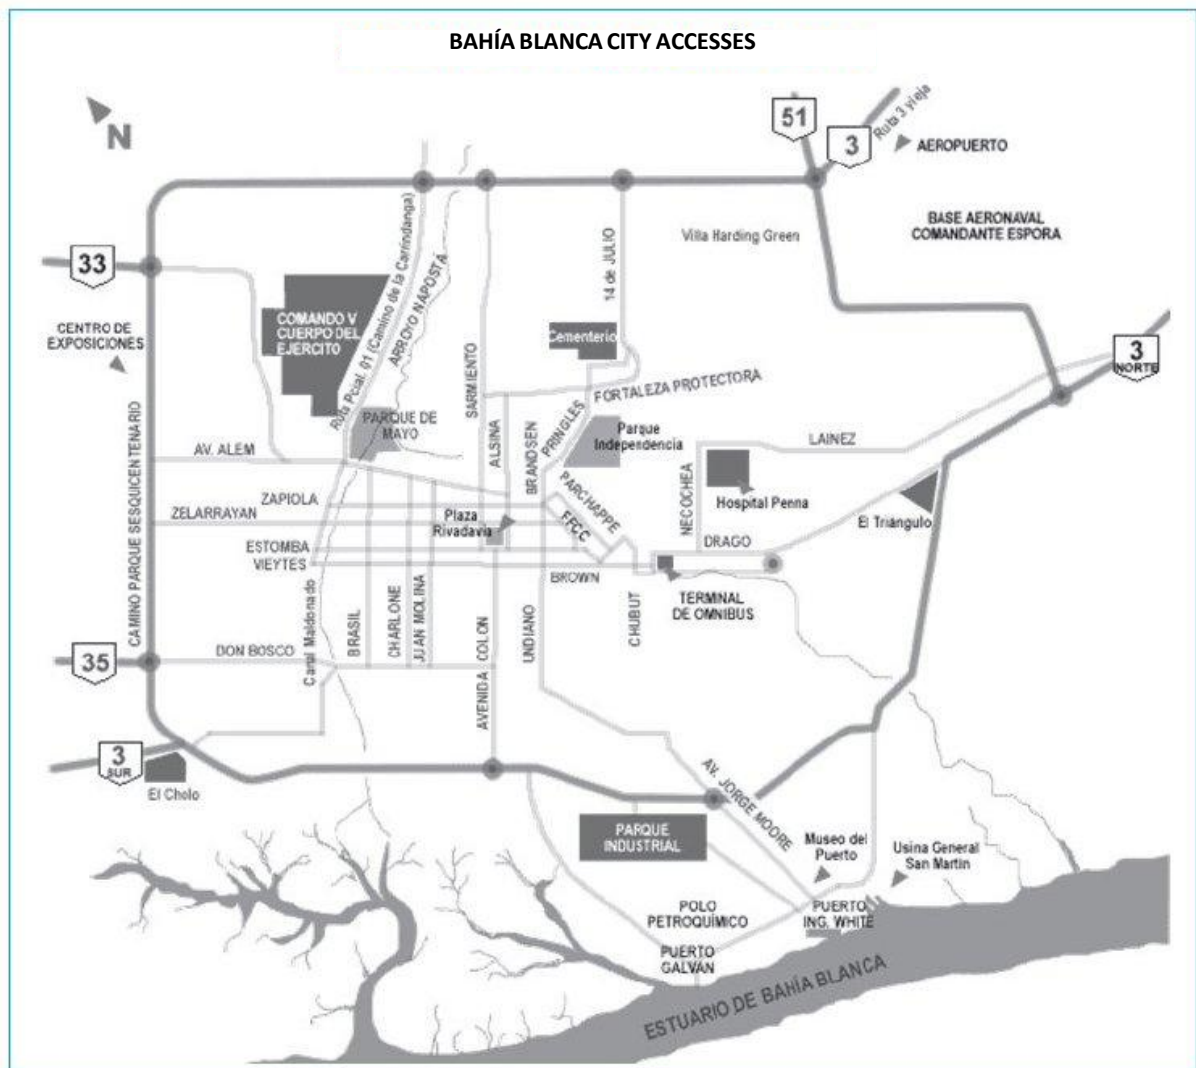 BAHÍA BLANCA CITY ACCESSES
N
51
3
Ruta 3 vieja
AEROPUERTO
BASE AERONAVAL
COMANDANTE ESPORA
Villa Harding Green
33
CENTRO DE
EXPOSICIONES
COMANDO V
CUERPO DEL
EJERCITO
Ruta Pcial. 01 (Camino de la Carrindanga)
ARROYO NAPOSTÁ
14 de JULIO
Cementerio
3
NORTE
SARMIENTO
FORTALEZA PROTECTORA
CAMINO PARQUE SESQUICENTENARIO
PARQUE DE
MAYO
ALSINA
BRANDSEN
PRINGLES
Parque
Independencia
LAINEZ
AV. ALEM
ZAPIOLA
ZELARRAYAN
Plaza
Rivadavia
PARCHAPPE
FFCC
NECOCHEA
Hospital Penna
El Triángulo
ESTOMBA
VIEYTES
DRAGO
BROWN
TERMINAL
DE OMNIBUS
Canal Maldonado
BRASIL
CHARLONE
JUAN MOLINA
AVENIDA COLON
UNDIANO
CHUBUT
35
DON BOSCO
3
SUR
El Cholo
AV. JORGE MOORE
PARQUE
INDUSTRIAL
Museo del
Puerto
Usina General
San Martin
POLO
PETROQUÍMICO
PUERTO
ING. WHITE
PUERTO
GALVÁN
ESTUARIO DE BAHÍA BLANCA